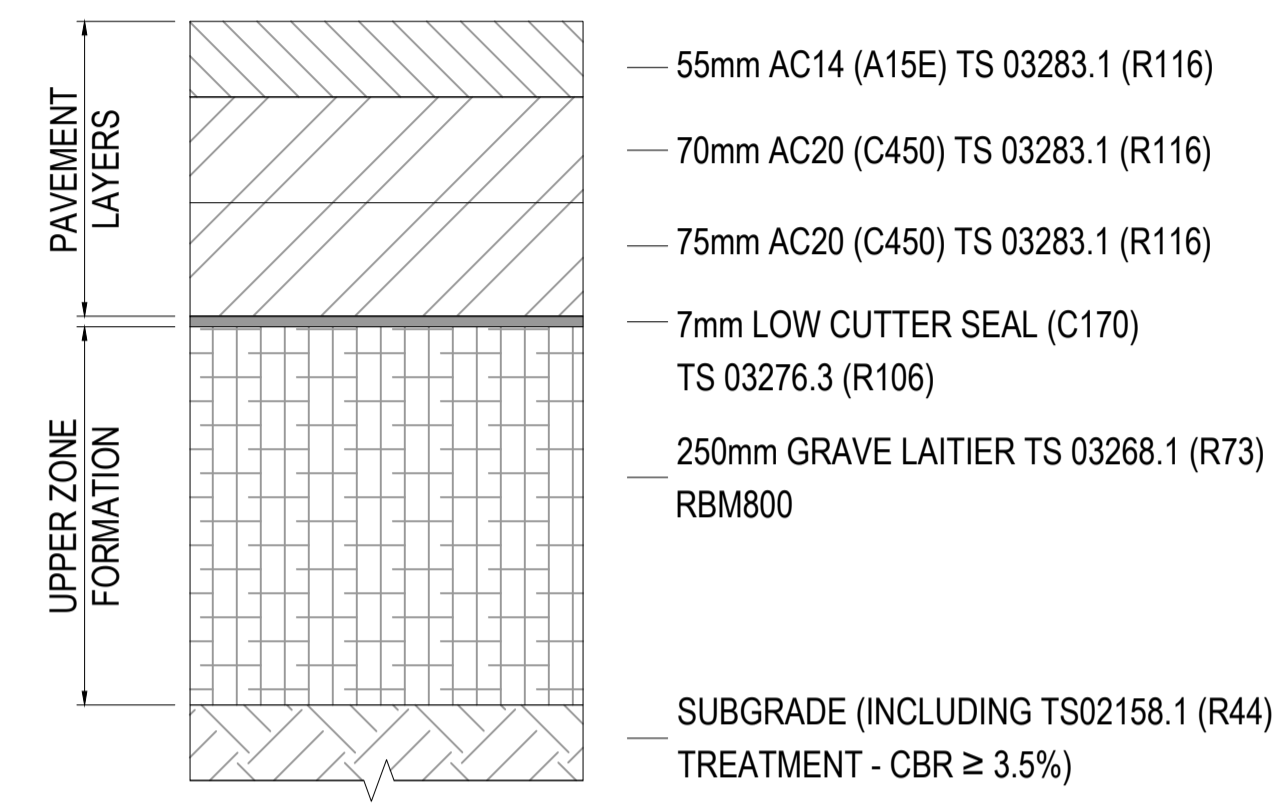 PAVEMENT
LAYERS
55mm AC14 (A15E) TS 03283.1 (R116)
70mm AC20 (C450) TS 03283.1 (R116)
75mm AC20 (C450) TS 03283.1 (R116)
7mm LOW CUTTER SEAL (C170)
TS 03276.3 (R106)
UPPER ZONE
FORMATION
250mm GRAVE LAITIER TS 03268.1 (R73)
RBM800
SUBGRADE (INCLUDING TS02158.1 (R44)
TREATMENT - CBR ≥ 3.5%)